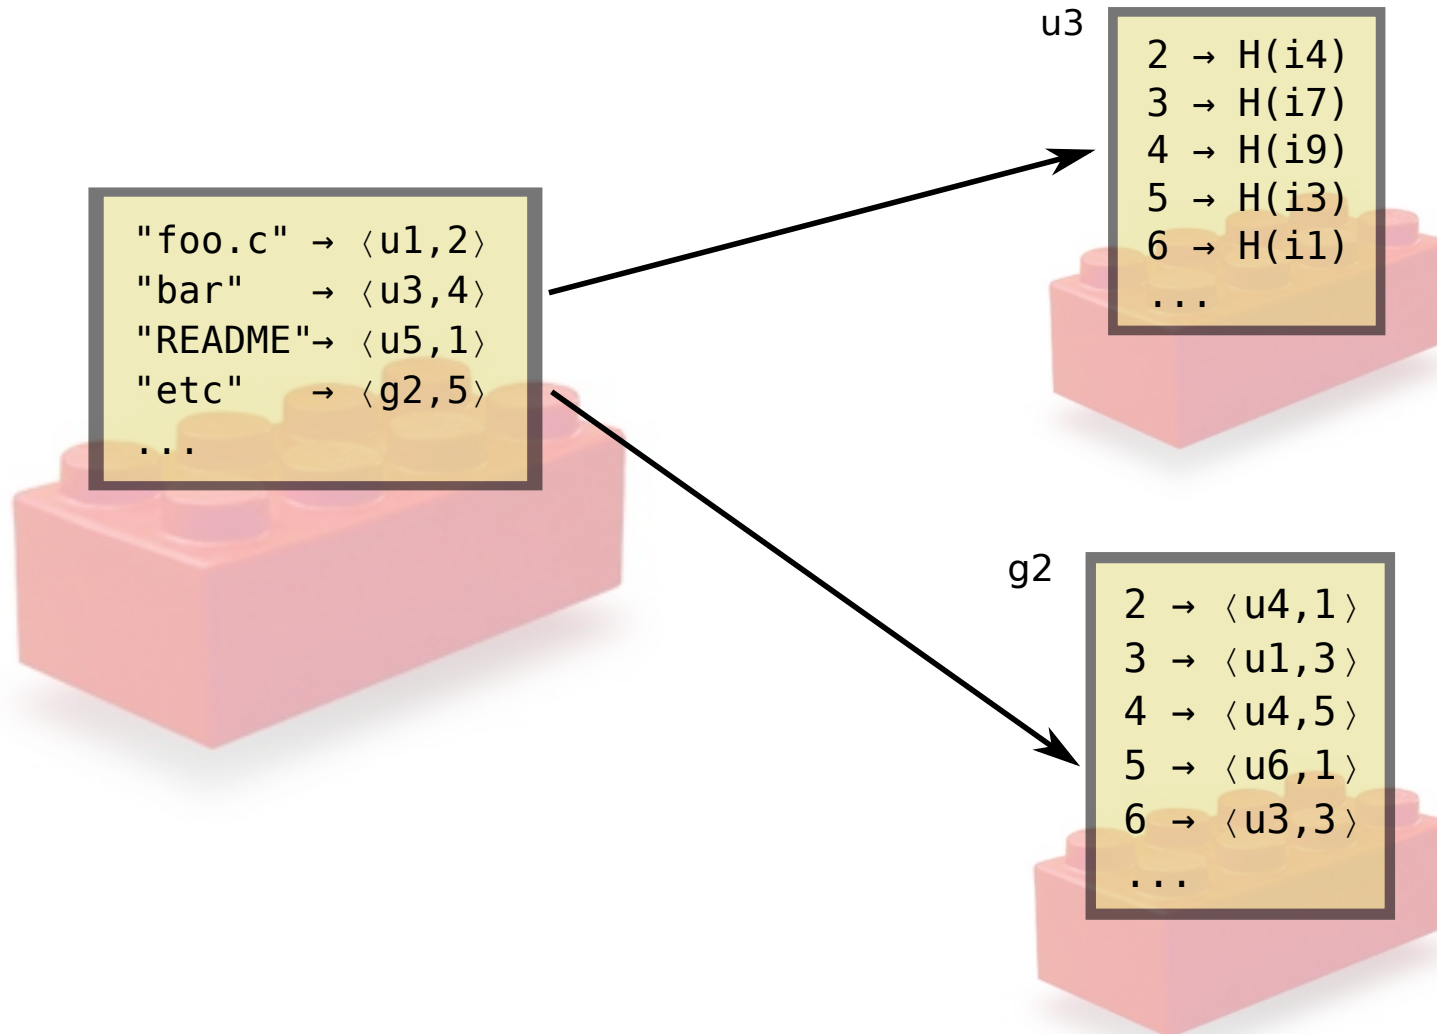 "foo.c" → ⟨u1,2⟩
"bar" → ⟨u3,4⟩
"README"→ ⟨u5,1⟩
"etc" → ⟨g2,5⟩
...
u3
2 → H(i4)
3 → H(i7)
4 → H(i9)
5 → H(i3)
6 → H(i1)
...
g2
2 → ⟨u4,1⟩
3 → ⟨u1,3⟩
4 → ⟨u4,5⟩
5 → ⟨u6,1⟩
6 → ⟨u3,3⟩
...